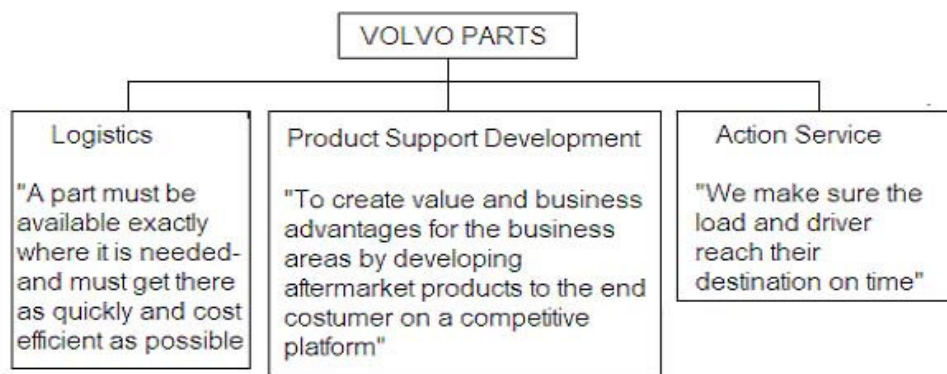 VOLVO PARTS
Logistics
"A part must be
available exactly
where it is needed-
and must get there
as quickly and cost
efficient as possible
Product Support Development
"To create value and business
advantages for the business
areas by developing
aftermarket products to the end
costumer on a competitive
platform"
Action Service
"We make sure the
load and driver
reach their
destination on time"